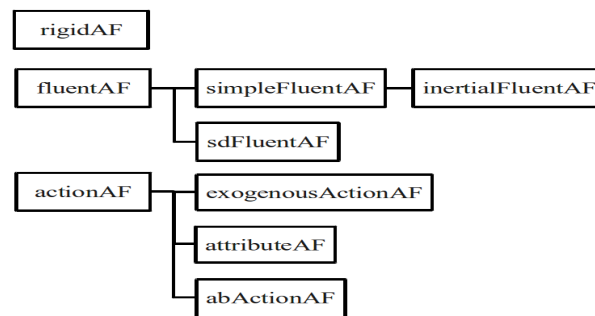 rigidAF
fluentAF simpleFluentAF inertialFluentAF
sdFluentAF
actionAF exogenousActionAF
attributeAF
abActionAF